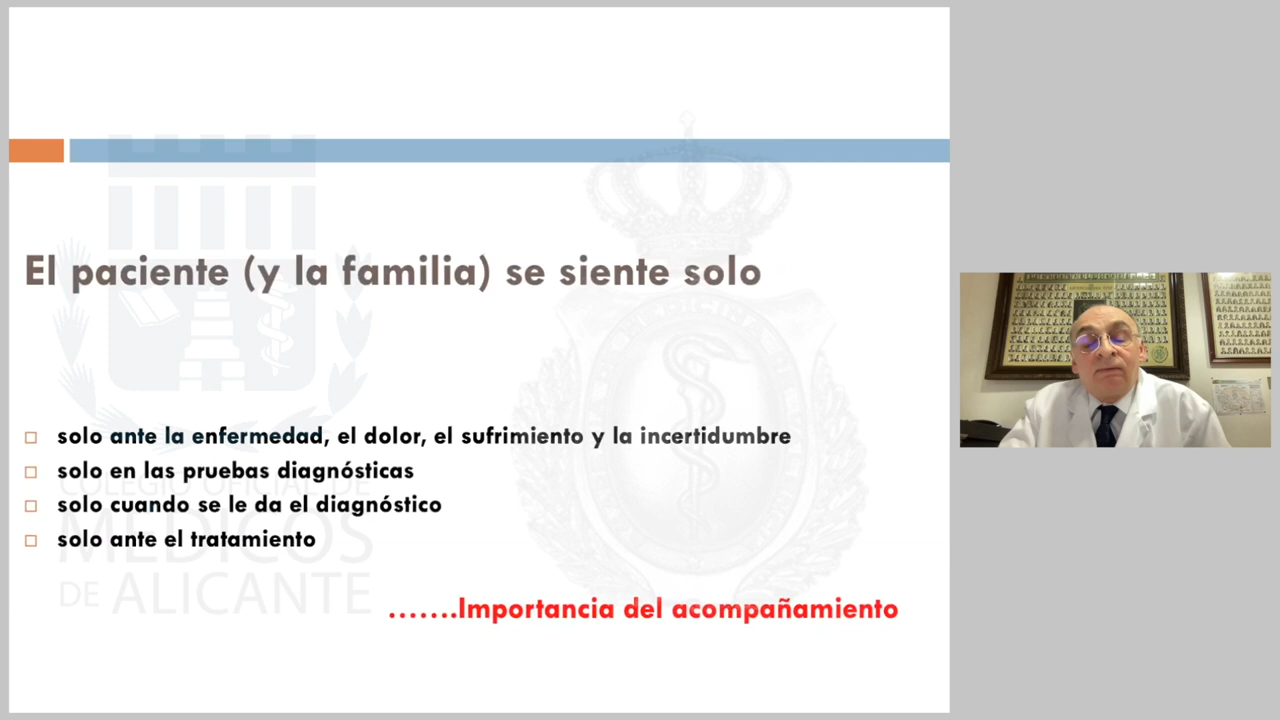 El paciente (y la familia) se siente solo
solo ante la enfermedad, el dolor, el sufrimiento y la incertidumbre
solo en las pruebas diagnósticas
solo cuando se le da el diagnóstico
solo ante el tratamiento
COLEGIO OFICIAL DE
MÉDICOS
DE ALICANTE
.......Importancia del acompañamiento